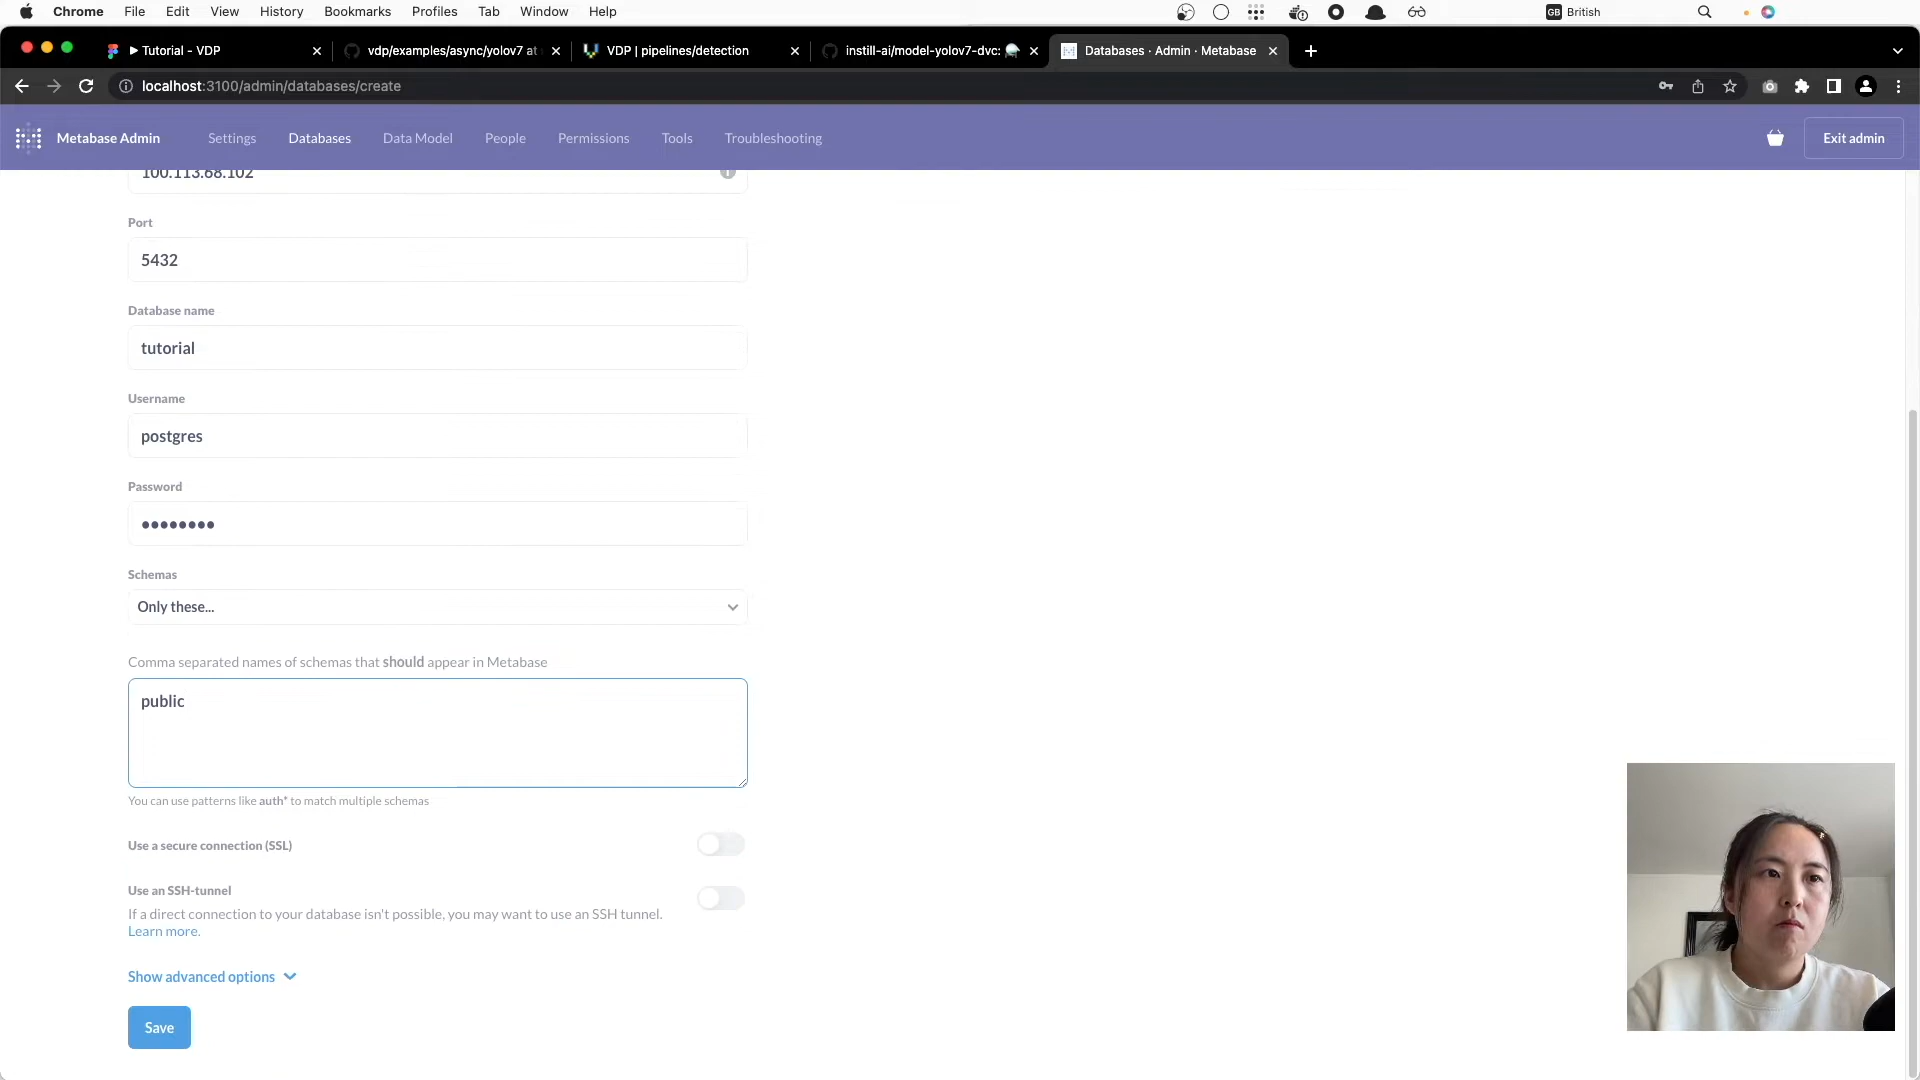 Chrome File Edit View History Bookmarks Profiles Tab Window Help GB British
▶ Tutorial - VDP
vdp/examples/async/yolov7 at
VDP | pipelines/detection
instill-ai/model-yolov7-dvc:
Databases · Admin · Metabase
localhost:3100/admin/databases/create
Metabase Admin Settings Databases Data Model People Permissions Tools Troubleshooting Exit admin
100.113.68.102
Port
5432
Database name
tutorial
Username
postgres
Password
••••••••
Schemas
Only these...
Comma separated names of schemas that should appear in Metabase
public
You can use patterns like auth* to match multiple schemas
Use a secure connection (SSL)
Use an SSH-tunnel
If a direct connection to your database isn't possible, you may want to use an SSH tunnel.
Learn more.
Show advanced options
Save